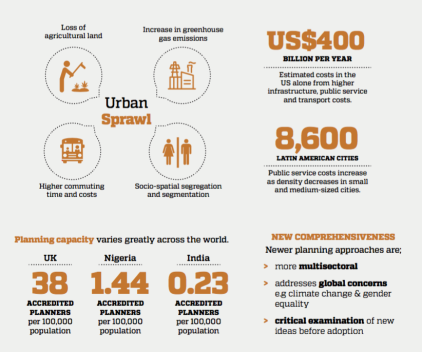 Loss of
agricultural land
Increase in greenhouse
gas emissions
Urban
Sprawl
Higher commuting
time and costs
Socio-spatial segregation
and segmentation
US$400
BILLION PER YEAR
Estimated costs in the
US alone from higher
infrastructure, public service
and transport costs.
8,600
LATIN AMERICAN CITIES
Public service costs increase
as density decreases in small
and medium-sized cities.
Planning capacity varies greatly across the world.
UK
38
ACCREDITED
PLANNERS
per 100,000
population
Nigeria
1.44
ACCREDITED
PLANNERS
per 100,000
population
India
0.23
ACCREDITED
PLANNERS
per 100,000
population
NEW COMPREHENSIVENESS
Newer planning approaches are;
> more multisectoral
> addresses global concerns
e.g climate change & gender
equality
> critical examination of new
ideas before adoption